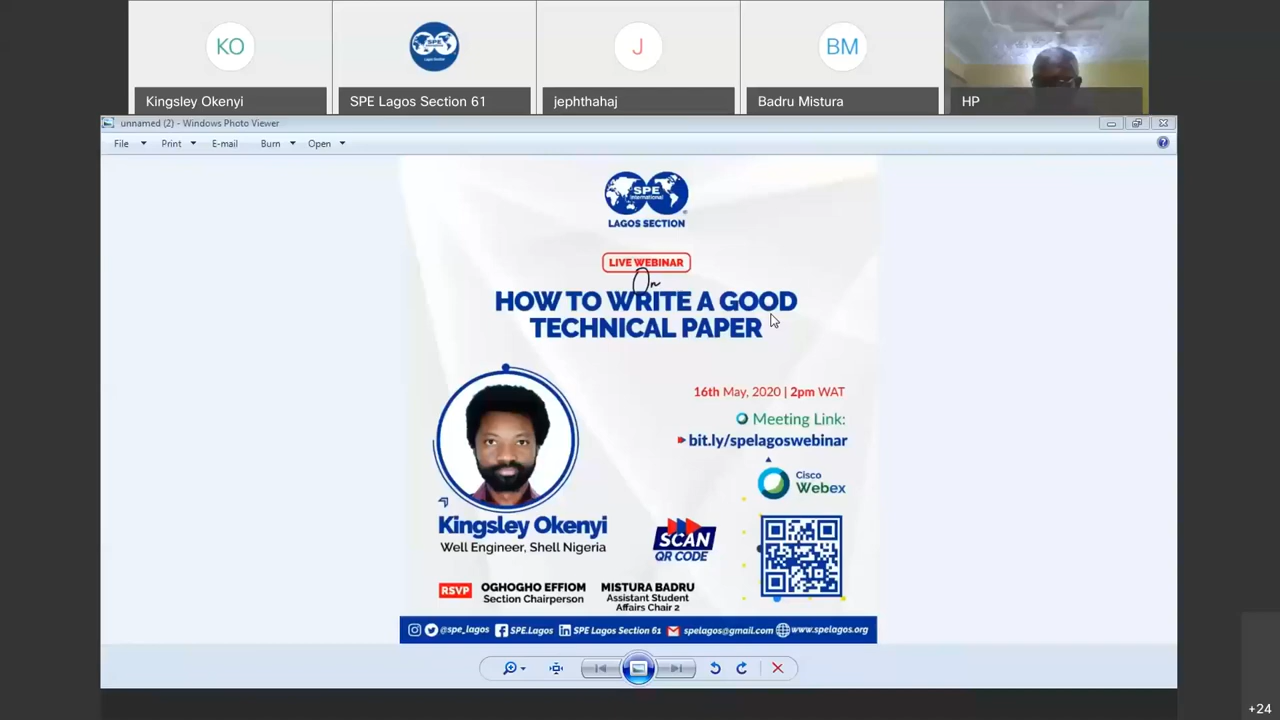 KO
J
BM
Kingsley Okenyi
SPE Lagos Section 61
jephthahaj
Badru Mistura
HP
unnamed (2) - Windows Photo Viewer
File Print E-mail Burn Open
SPE
International
LAGOS SECTION
LIVE WEBINAR
On
HOW TO WRITE A GOOD
TECHNICAL PAPER
16th May, 2020 | 2pm WAT
Meeting Link:
bit.ly/spelagoswebinar
Cisco
Webex
Kingsley Okenyi
Well Engineer, Shell Nigeria
SCAN
QR CODE
RSVP
OGHOGHO EFFIOM
Section Chairperson
MISTURA BADRU
Assistant Student
Affairs Chair 2
@spe_lagos SPE.Lagos SPE Lagos Section 61 spelagos@gmail.com www.spelagos.org
+24